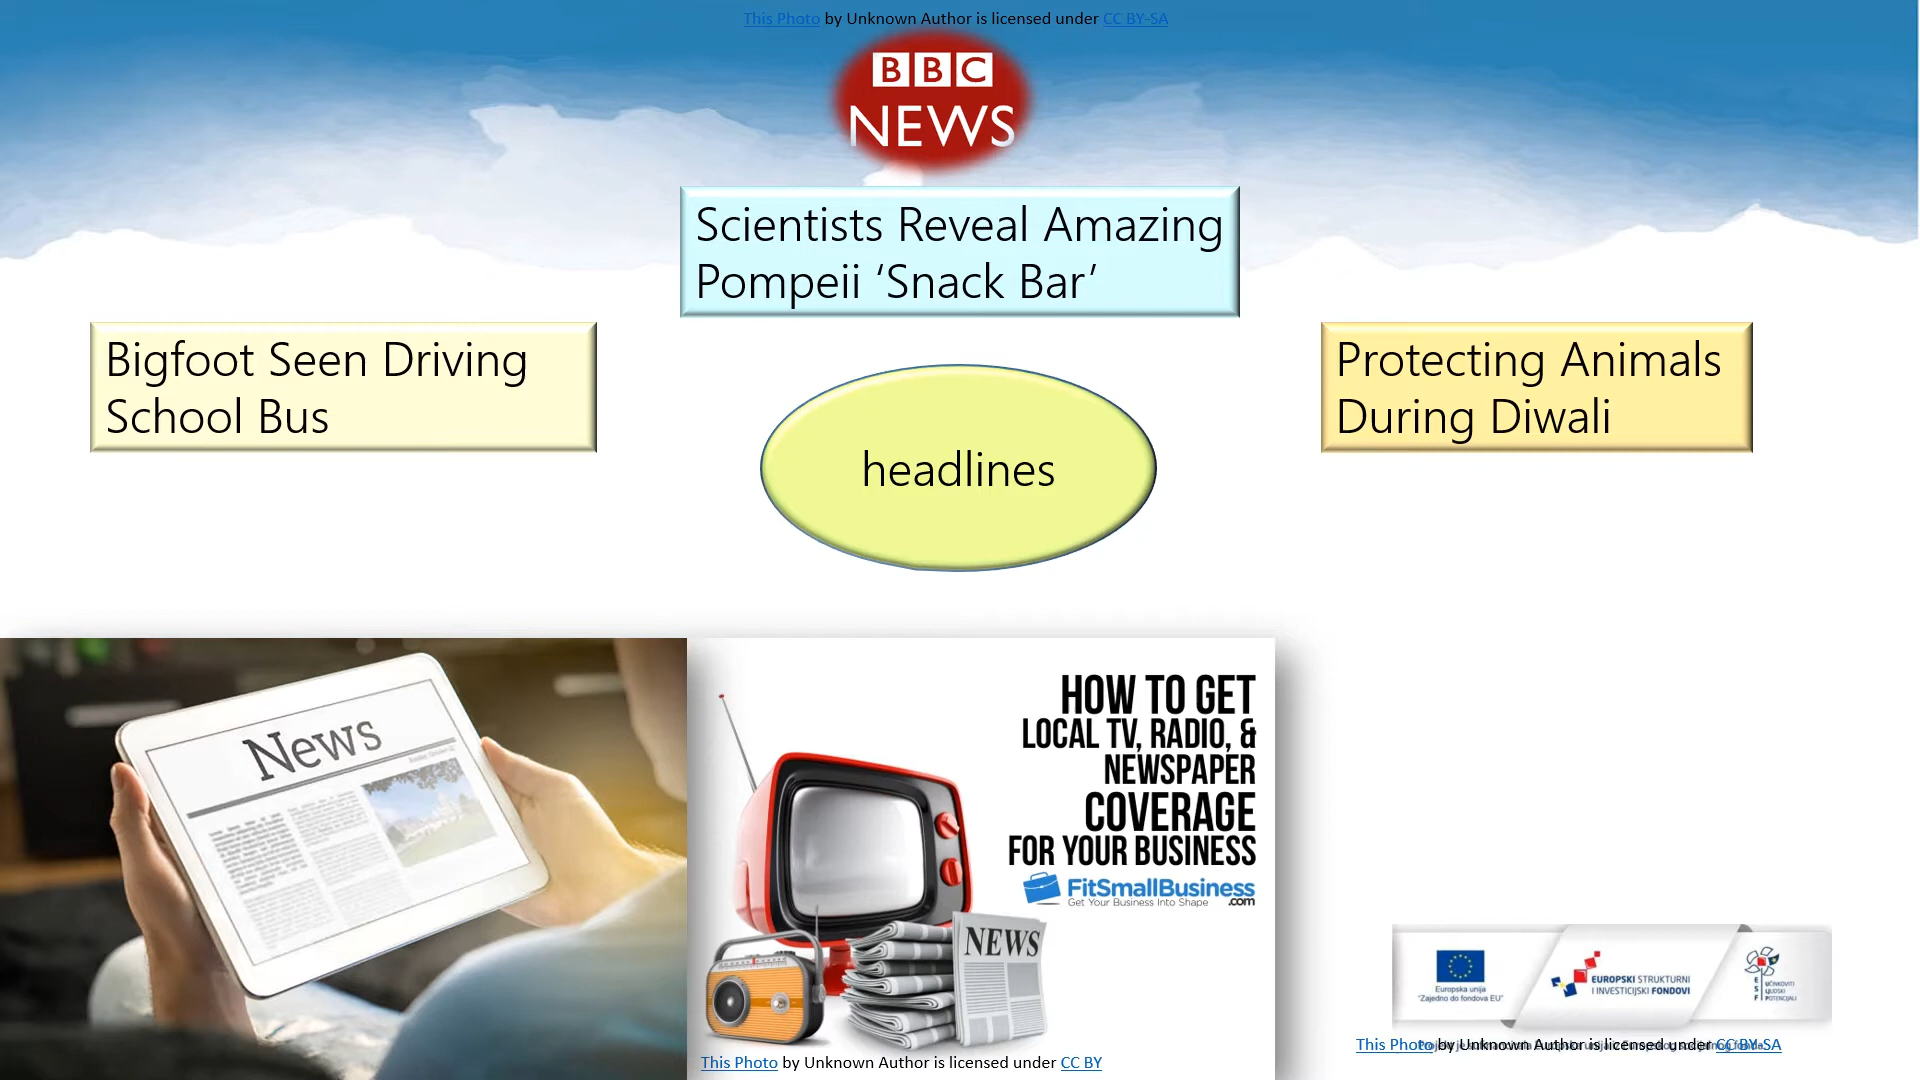 This Photo by Unknown Author is licensed under CC BY-SA
BBC
NEWS
Scientists Reveal Amazing
Pompeii ‘Snack Bar’
Bigfoot Seen Driving
School Bus
Protecting Animals
During Diwali
headlines
News
HOW TO GET
LOCAL TV, RADIO, &
NEWSPAPER
COVERAGE
FOR YOUR BUSINESS
FitSmallBusiness
Get Your Business Into Shape .com
NEWS
This Photo by Unknown Author is licensed under CC BY
Europska unija
"Zajedno do fondova EU"
EUROPSKI STRUKTURNI
I INVESTICIJSKI FONDOVI
ESF
UČINKOVITI
LJUDSKI
POTENCIJALI
This Photo by Unknown Author is licensed under CC BY-SA